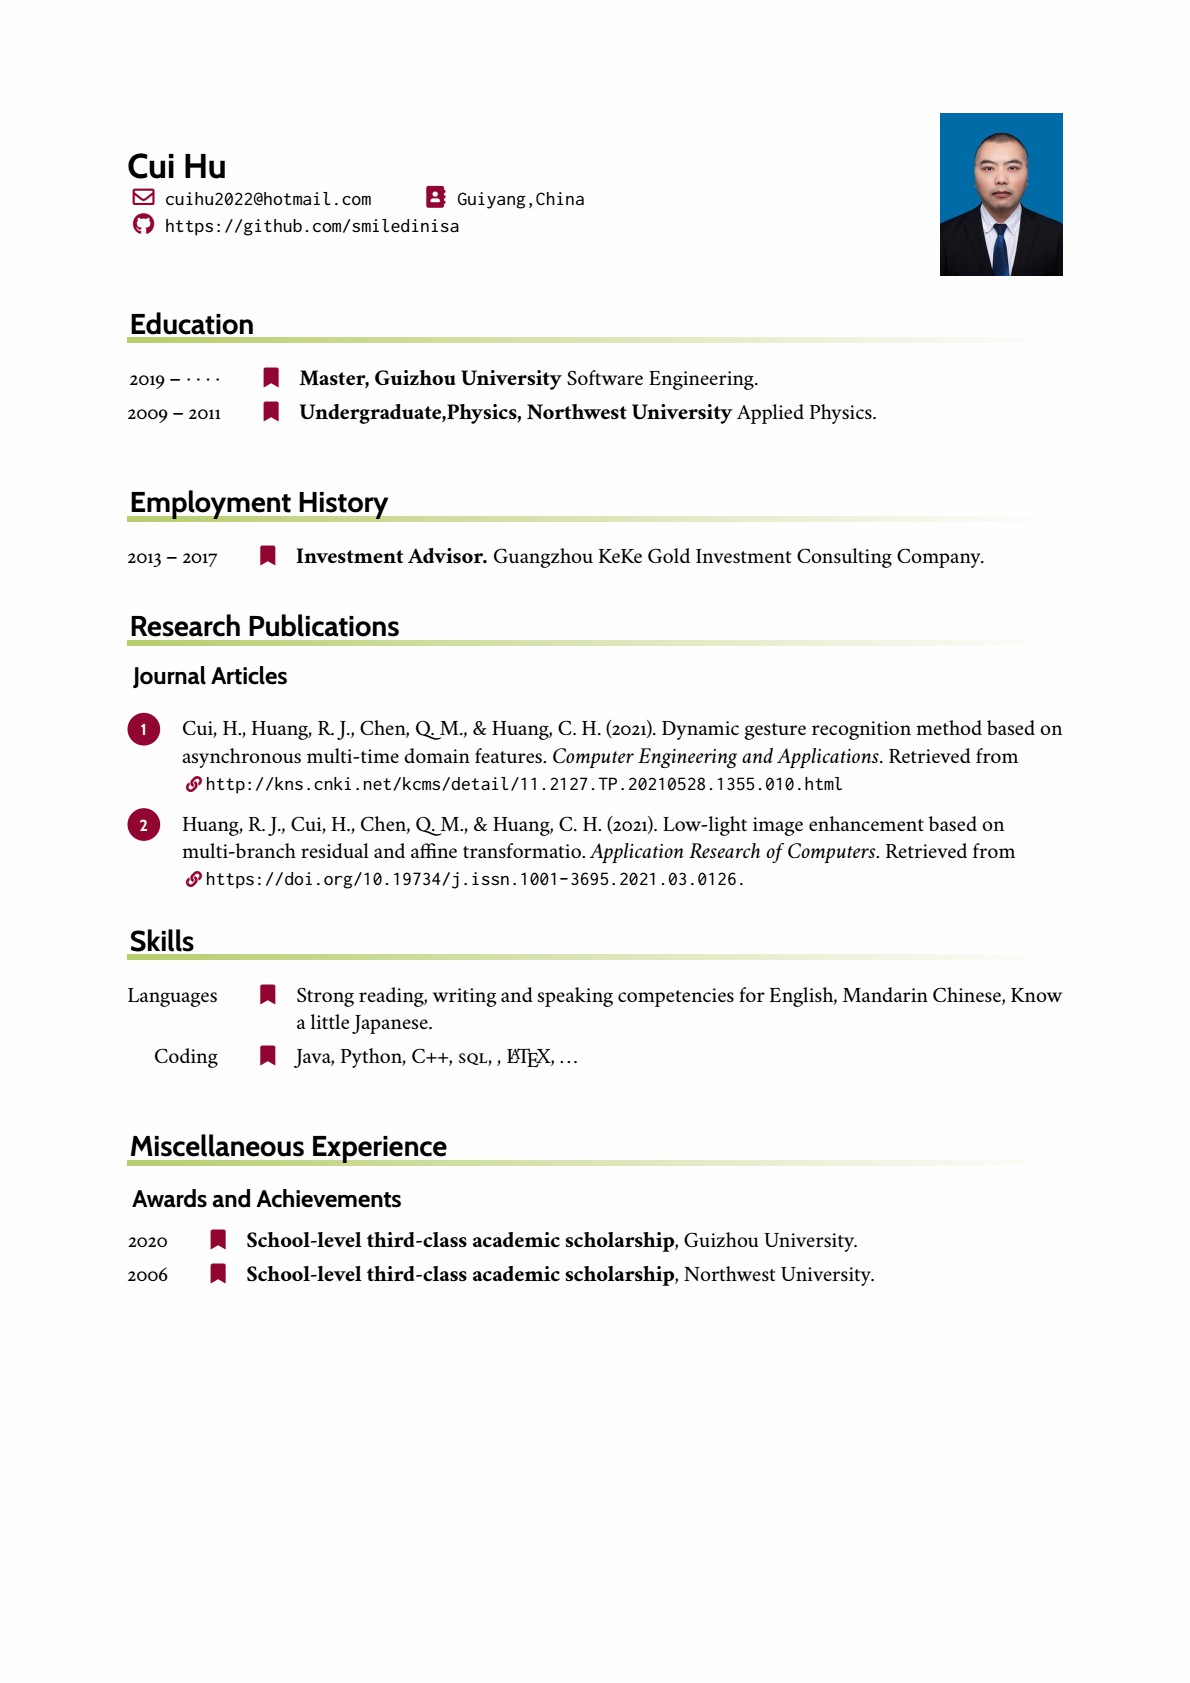 Cui Hu
cuihu2022@hotmail.com Guiyang,China
https://github.com/smiledinisa
Education
2019 – · · · · Master, Guizhou University Software Engineering.
2009 – 2011 Undergraduate,Physics, Northwest University Applied Physics.
Employment History
2013 – 2017 Investment Advisor. Guangzhou KeKe Gold Investment Consulting Company.
Research Publications
Journal Articles
1 Cui, H., Huang, R. J., Chen, Q. M., & Huang, C. H. (2021). Dynamic gesture recognition method based on
asynchronous multi-time domain features. Computer Engineering and Applications. Retrieved from
http://kns.cnki.net/kcms/detail/11.2127.TP.20210528.1355.010.html
2 Huang, R. J., Cui, H., Chen, Q. M., & Huang, C. H. (2021). Low-light image enhancement based on
multi-branch residual and affine transformatio. Application Research of Computers. Retrieved from
https://doi.org/10.19734/j.issn.1001-3695.2021.03.0126.
Skills
Languages Strong reading, writing and speaking competencies for English, Mandarin Chinese, Know
a little Japanese.
Coding Java, Python, C++, SQL, , LATEX, …
Miscellaneous Experience
Awards and Achievements
2020 School-level third-class academic scholarship, Guizhou University.
2006 School-level third-class academic scholarship, Northwest University.